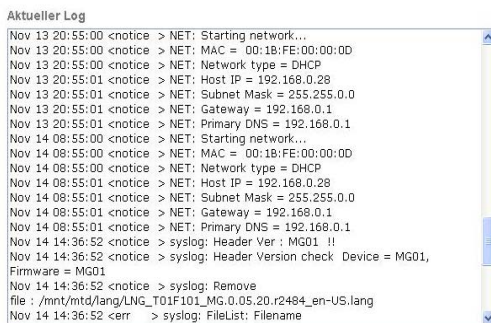 Aktueller Log
Nov 13 20:55:00 <notice > NET: Starting network...
Nov 13 20:55:00 <notice > NET: MAC = 00:1B:FE:00:00:0D
Nov 13 20:55:00 <notice > NET: Network type = DHCP
Nov 13 20:55:01 <notice > NET: Host IP = 192.168.0.28
Nov 13 20:55:01 <notice > NET: Subnet Mask = 255.255.0.0
Nov 13 20:55:01 <notice > NET: Gateway = 192.168.0.1
Nov 13 20:55:01 <notice > NET: Primary DNS = 192.168.0.1
Nov 14 08:55:00 <notice > NET: Starting network...
Nov 14 08:55:00 <notice > NET: MAC = 00:1B:FE:00:00:0D
Nov 14 08:55:00 <notice > NET: Network type = DHCP
Nov 14 08:55:01 <notice > NET: Host IP = 192.168.0.28
Nov 14 08:55:01 <notice > NET: Subnet Mask = 255.255.0.0
Nov 14 08:55:01 <notice > NET: Gateway = 192.168.0.1
Nov 14 08:55:01 <notice > NET: Primary DNS = 192.168.0.1
Nov 14 14:36:52 <notice > syslog: Header Ver : MG01 !!
Nov 14 14:36:52 <notice > syslog: Header Version check Device = MG01,
Firmware = MG01
Nov 14 14:36:52 <notice > syslog: Remove
file : /mnt/mtd/lang/LNG_T01F101_MG.0.05.20.r2484_en-US.lang
Nov 14 14:36:52 <err > syslog: FileList: Filename